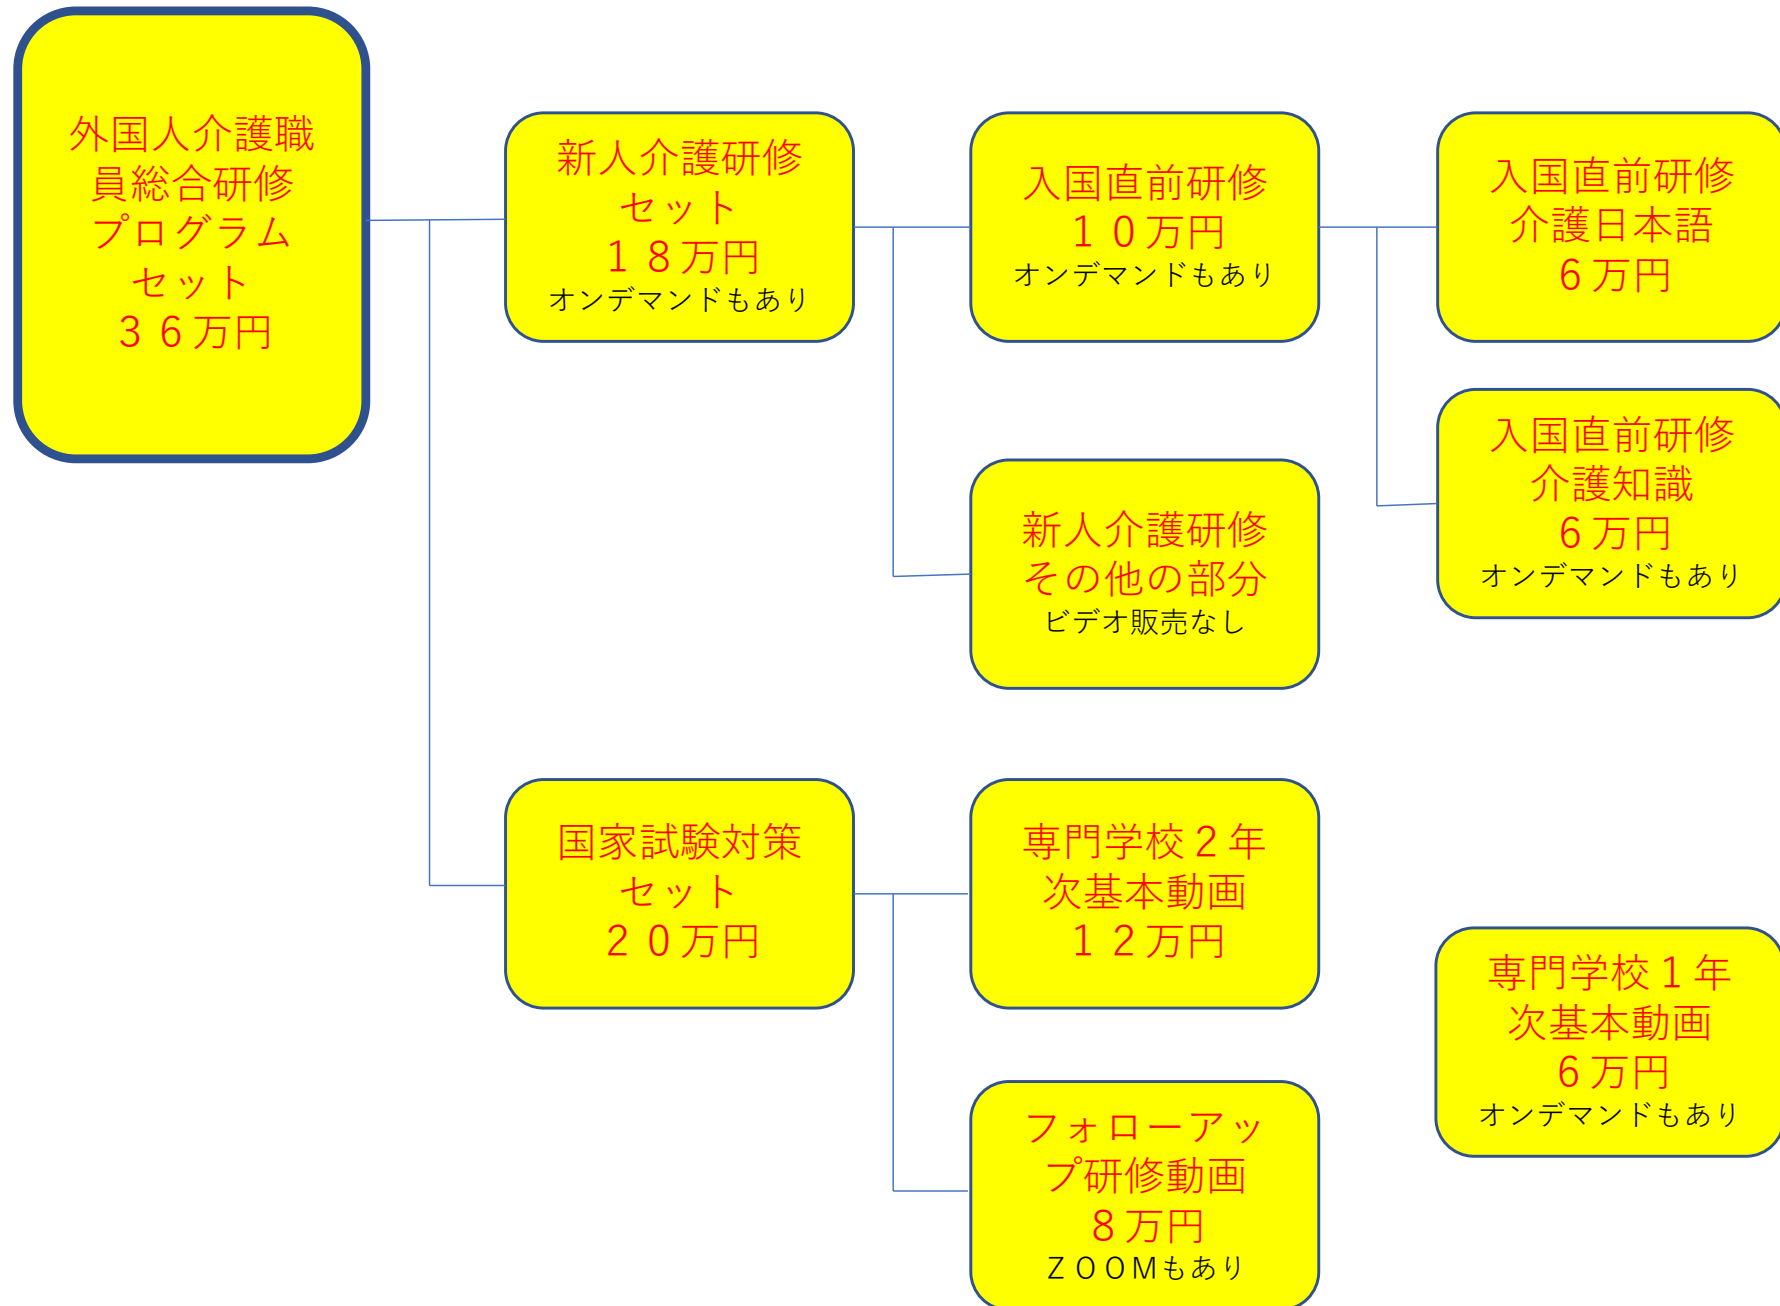 外国人介護職
員総合研修
プログラム
セット
３６万円
新人介護研修
セット
１８万円
オンデマンドもあり
入国直前研修
１０万円
オンデマンドもあり
入国直前研修
介護日本語
６万円
入国直前研修
介護知識
６万円
オンデマンドもあり
新人介護研修
その他の部分
ビデオ販売なし
国家試験対策
セット
２０万円
専門学校２年
次基本動画
１２万円
専門学校１年
次基本動画
６万円
オンデマンドもあり
フォローアッ
プ研修動画
８万円
ＺＯＯＭもあり